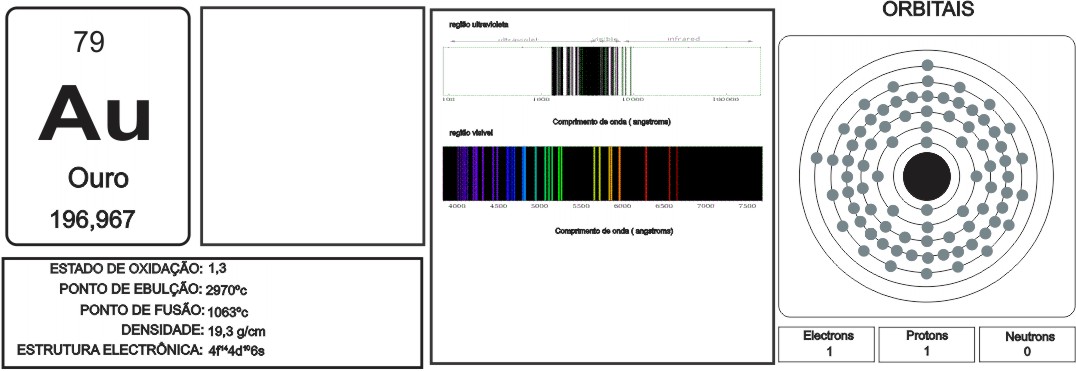 79
Au
Ouro
196,967
ESTADO DE OXIDAÇÃO: 1,3
PONTO DE EBULÇÃO: 2970ºc
PONTO DE FUSÃO: 1063ºc
DENSIDADE: 19,3 g/cm
ESTRUTURA ELECTRÔNICA: 4f¹⁴4d¹⁰6s
região ultravioleta
ultraviolet visible infrared
100 1000 10000 100000
Comprimento de onda ( angstroms)
região visivel
4000 4500 5000 5500 6000 6500 7000 7500
Comprimento de onda ( angstroms)
ORBITAIS
Electrons
1
Protons
1
Neutrons
0